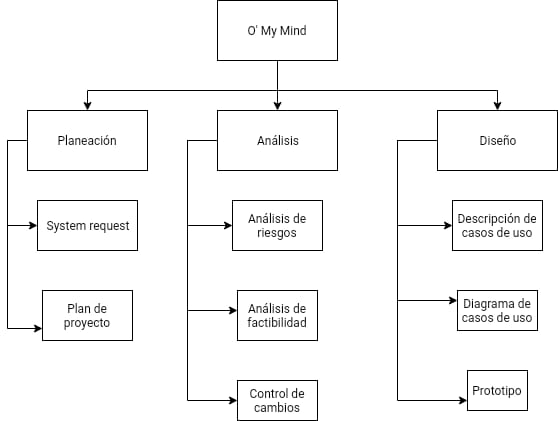 O' My Mind
Planeación
Análisis
Diseño
System request
Análisis de
riesgos
Descripción de
casos de uso
Plan de
proyecto
Análisis de
factibilidad
Diagrama de
casos de uso
Control de
cambios
Prototipo